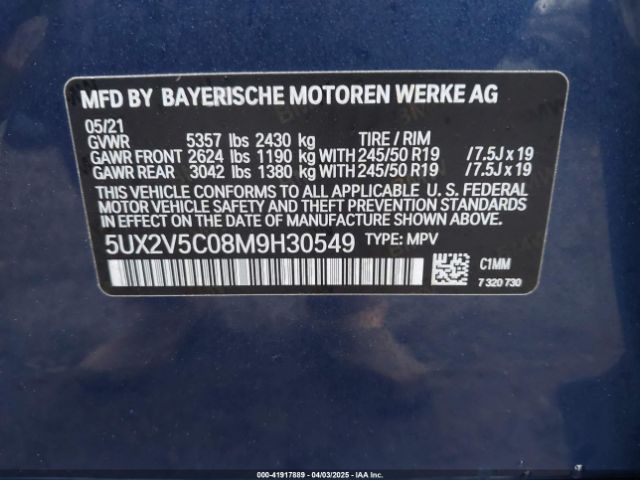 MFD BY BAYERISCHE MOTOREN WERKE AG
05/21
GVWR 5357 lbs 2430 kg TIRE / RIM
GAWR FRONT 2624 lbs 1190 kg WITH 245/50 R19 / 7.5J x 19
GAWR REAR 3042 lbs 1380 kg WITH 245/50 R19 / 7.5J x 19
THIS VEHICLE CONFORMS TO ALL APPLICABLE U. S. FEDERAL
MOTOR VEHICLE SAFETY AND THEFT PREVENTION STANDARDS
IN EFFECT ON THE DATE OF MANUFACTURE SHOWN ABOVE.
5UX2V5C08M9H30549 TYPE: MPV
C1MM
7 320 730
000-41917889 - 04/03/2025 - IAA Inc.